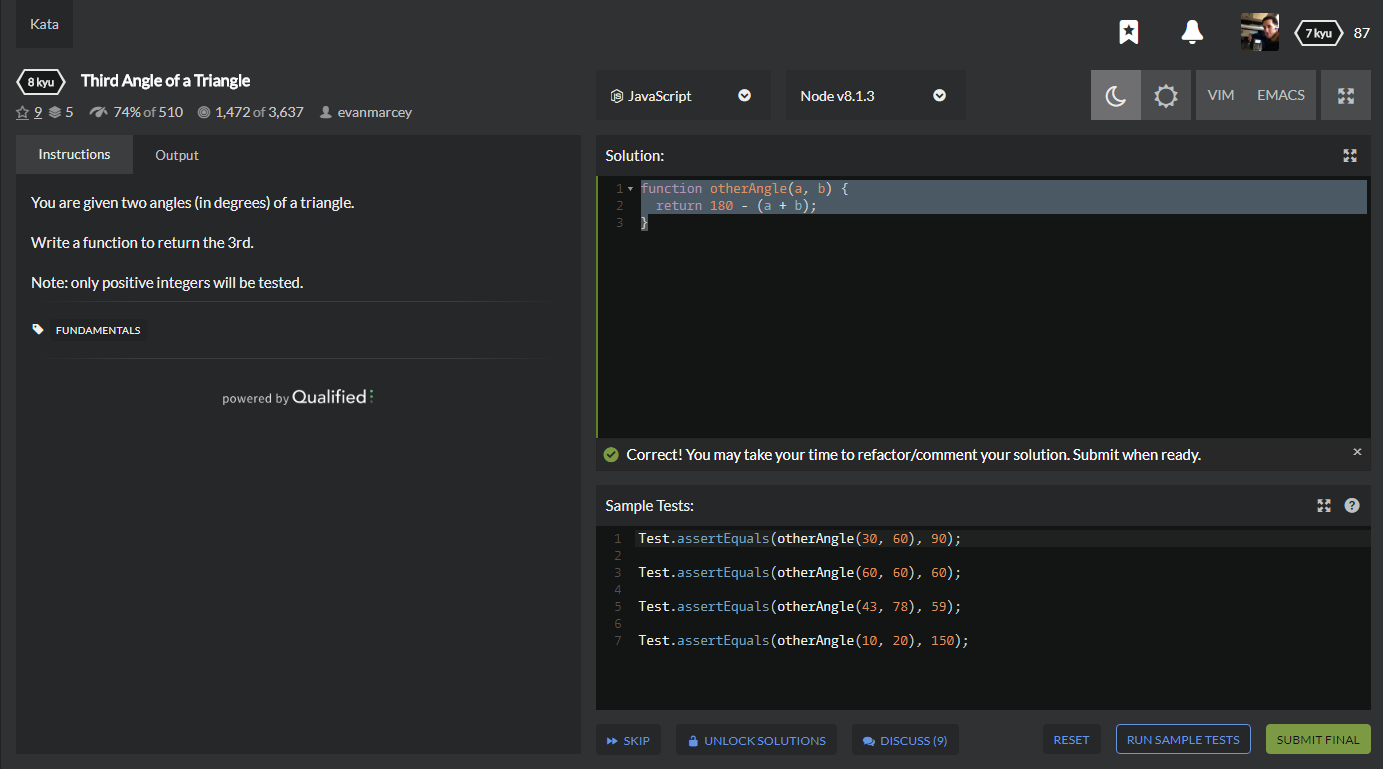 Kata
7 kyu 87
8 kyu Third Angle of a Triangle
9 5 74% of 510 1,472 of 3,637 evanmarcey
JavaScript
Node v8.1.3
VIM EMACS
Instructions Output
You are given two angles (in degrees) of a triangle.
Write a function to return the 3rd.
Note: only positive integers will be tested.
FUNDAMENTALS
powered by Qualified
Solution:
1 function otherAngle(a, b) {
2 return 180 - (a + b);
3 }
Correct! You may take your time to refactor/comment your solution. Submit when ready. ×
Sample Tests:
1 Test.assertEquals(otherAngle(30, 60), 90);
2
3 Test.assertEquals(otherAngle(60, 60), 60);
4
5 Test.assertEquals(otherAngle(43, 78), 59);
6
7 Test.assertEquals(otherAngle(10, 20), 150);
SKIP UNLOCK SOLUTIONS DISCUSS (9) RESET RUN SAMPLE TESTS SUBMIT FINAL